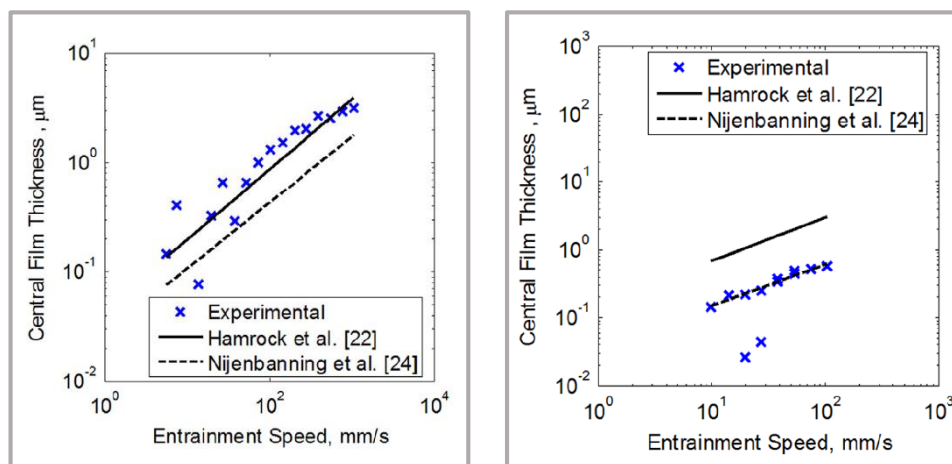 Central Film Thickness , μm
10¹
10⁰
10⁻¹
10⁻²
Experimental
Hamrock et al. [22]
Nijenbanning et al. [24]
10⁰
10²
10⁴
Entrainment Speed, mm/s
Central Film Thickness , μm
10³
10²
10¹
10⁰
10⁻¹
10⁻²
Experimental
Hamrock et al. [22]
Nijenbanning et al. [24]
10⁰
10¹
10²
10³
Entrainment Speed, mm/s